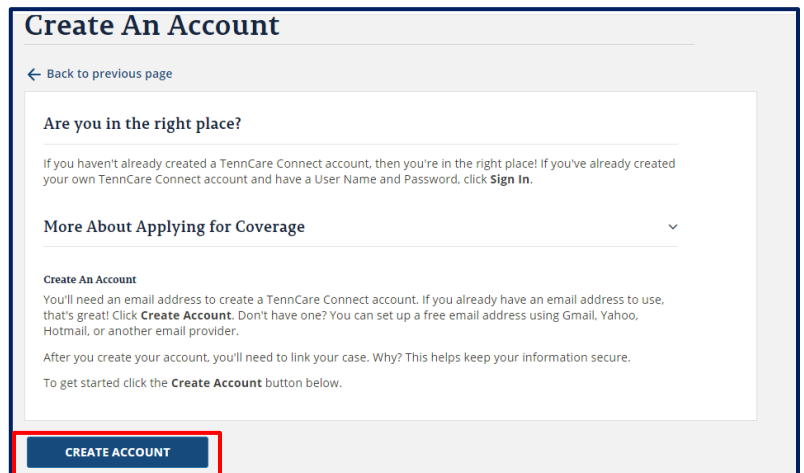 Create An Account
Back to previous page
Are you in the right place?
If you haven't already created a TennCare Connect account, then you're in the right place! If you've already created
your own TennCare Connect account and have a User Name and Password, click Sign In.
More About Applying for Coverage
Create An Account
You'll need an email address to create a TennCare Connect account. If you already have an email address to use,
that's great! Click Create Account. Don't have one? You can set up a free email address using Gmail, Yahoo,
Hotmail, or another email provider.
After you create your account, you'll need to link your case. Why? This helps keep your information secure.
To get started click the Create Account button below.
CREATE ACCOUNT